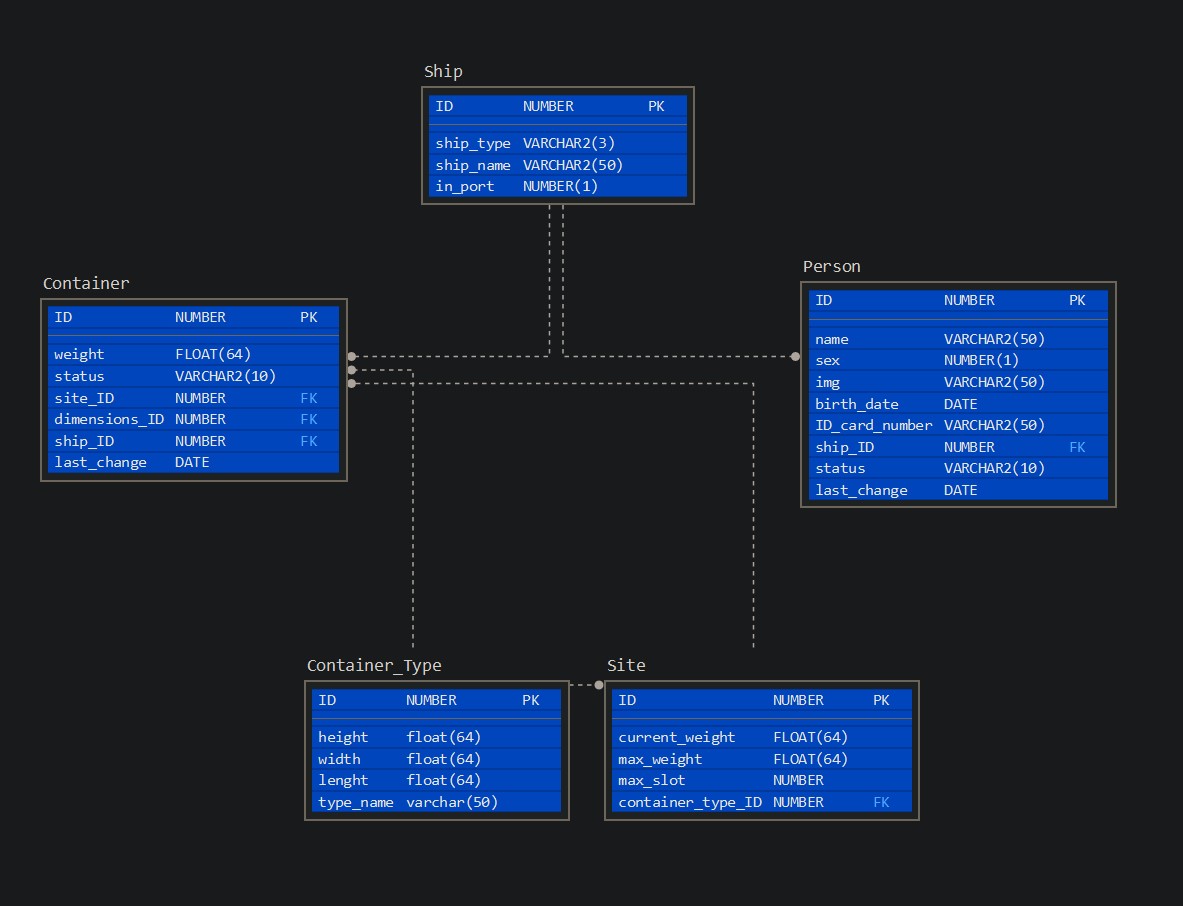 Ship
ID NUMBER PK
ship_type VARCHAR2(3)
ship_name VARCHAR2(50)
in_port NUMBER(1)
Container
ID NUMBER PK
weight FLOAT(64)
status VARCHAR2(10)
site_ID NUMBER FK
dimensions_ID NUMBER FK
ship_ID NUMBER FK
last_change DATE
Person
ID NUMBER PK
name VARCHAR2(50)
sex NUMBER(1)
img VARCHAR2(50)
birth_date DATE
ID_card_number VARCHAR2(50)
ship_ID NUMBER FK
status VARCHAR2(10)
last_change DATE
Container_Type
ID NUMBER PK
height float(64)
width float(64)
lenght float(64)
type_name varchar(50)
Site
ID NUMBER PK
current_weight FLOAT(64)
max_weight FLOAT(64)
max_slot NUMBER
container_type_ID NUMBER FK